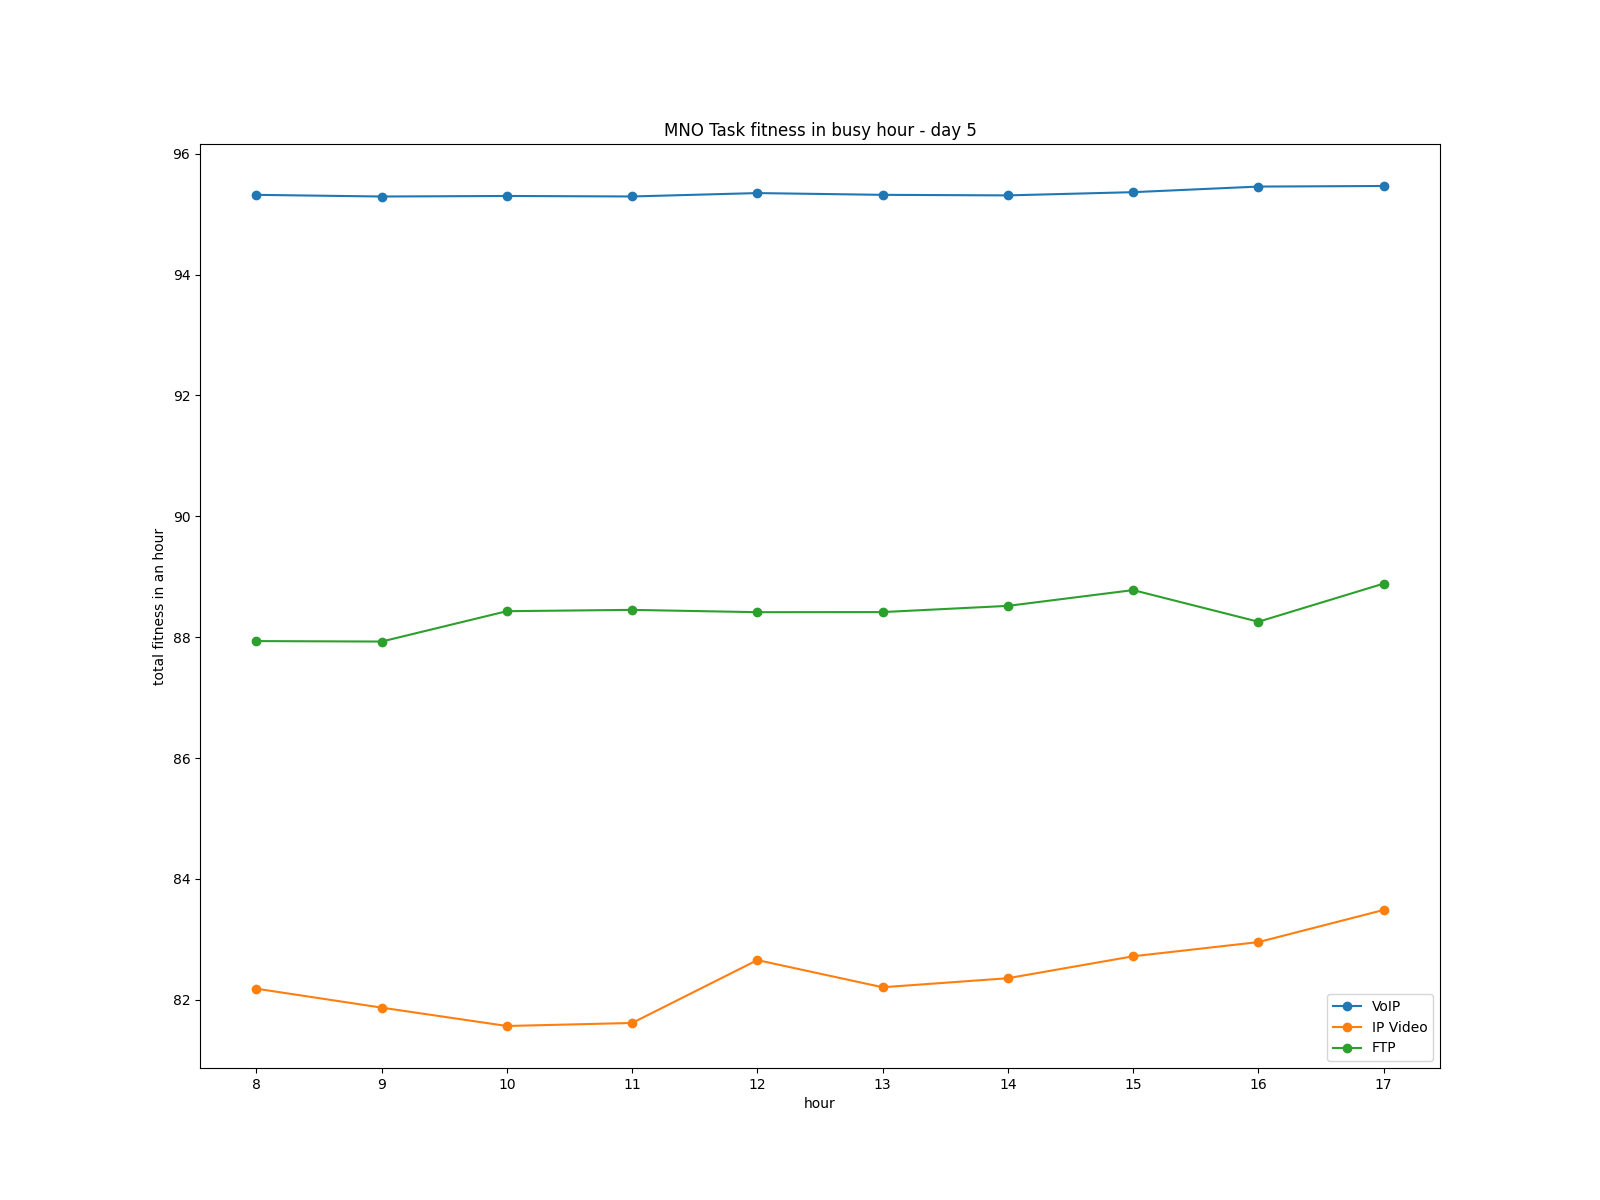 MNO Task fitness in busy hour - day 5
96
94
92
90
88
86
84
82
total fitness in an hour
8 9 10 11 12 13 14 15 16 17
hour
VoIP
IP Video
FTP